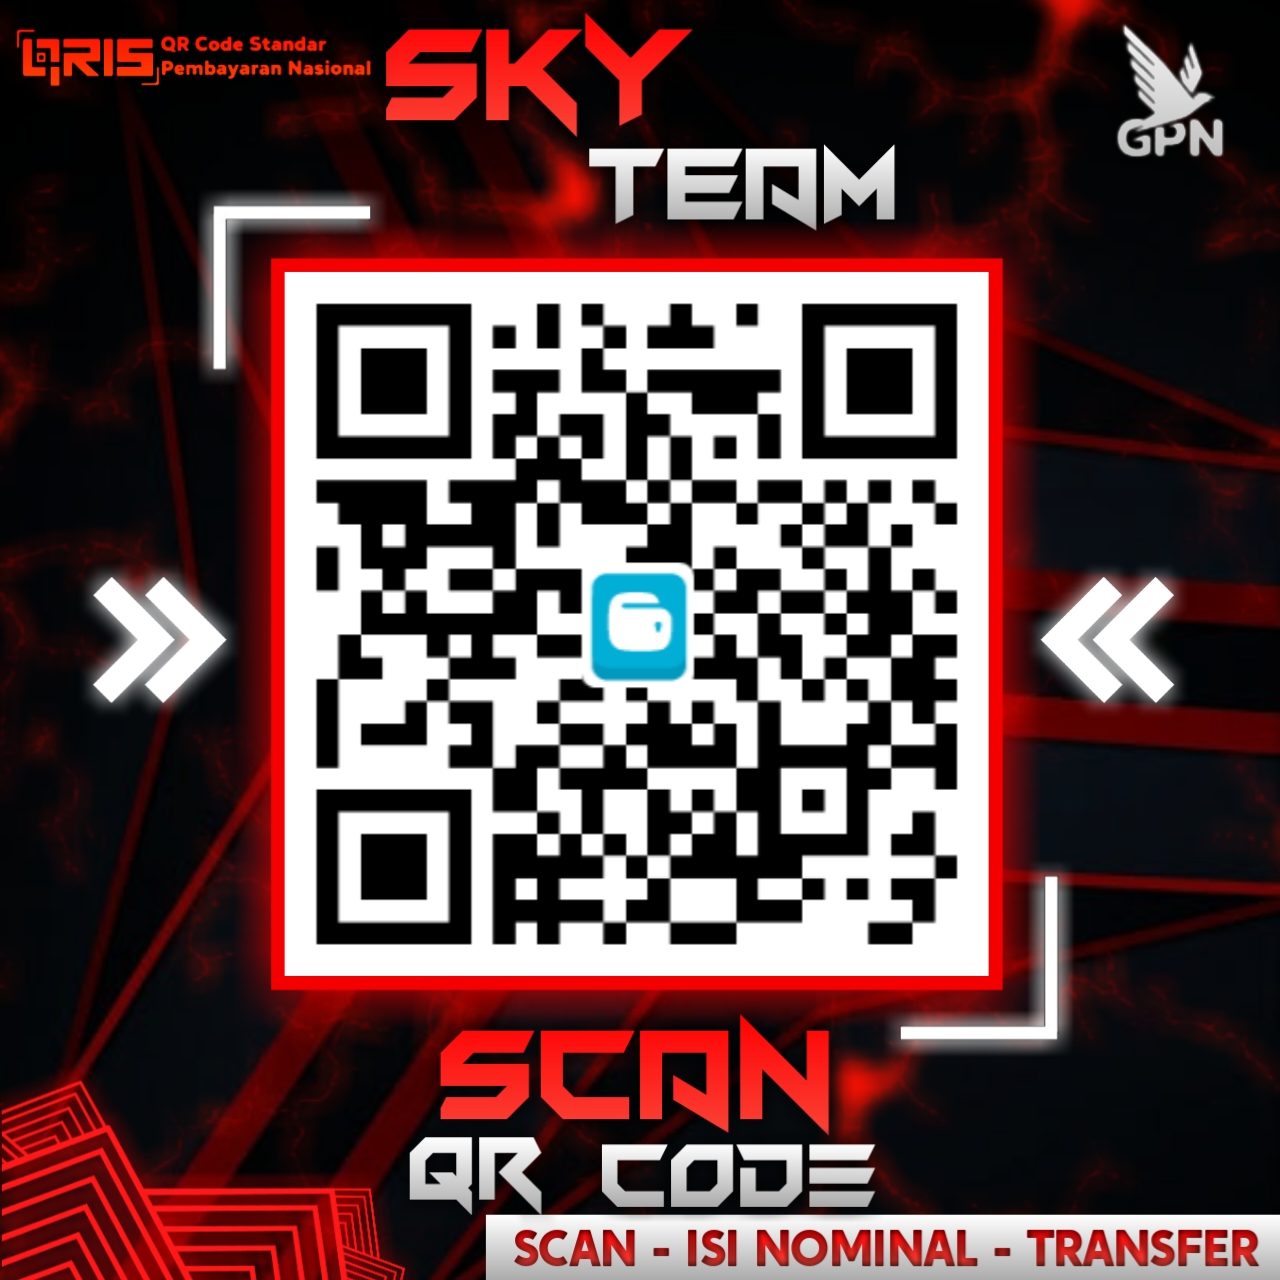 QRIS QR Code Standar
Pembayaran Nasional
SKY
TEAM
GPN
SCAN
QR CODE
SCAN - ISI NOMINAL - TRANSFER